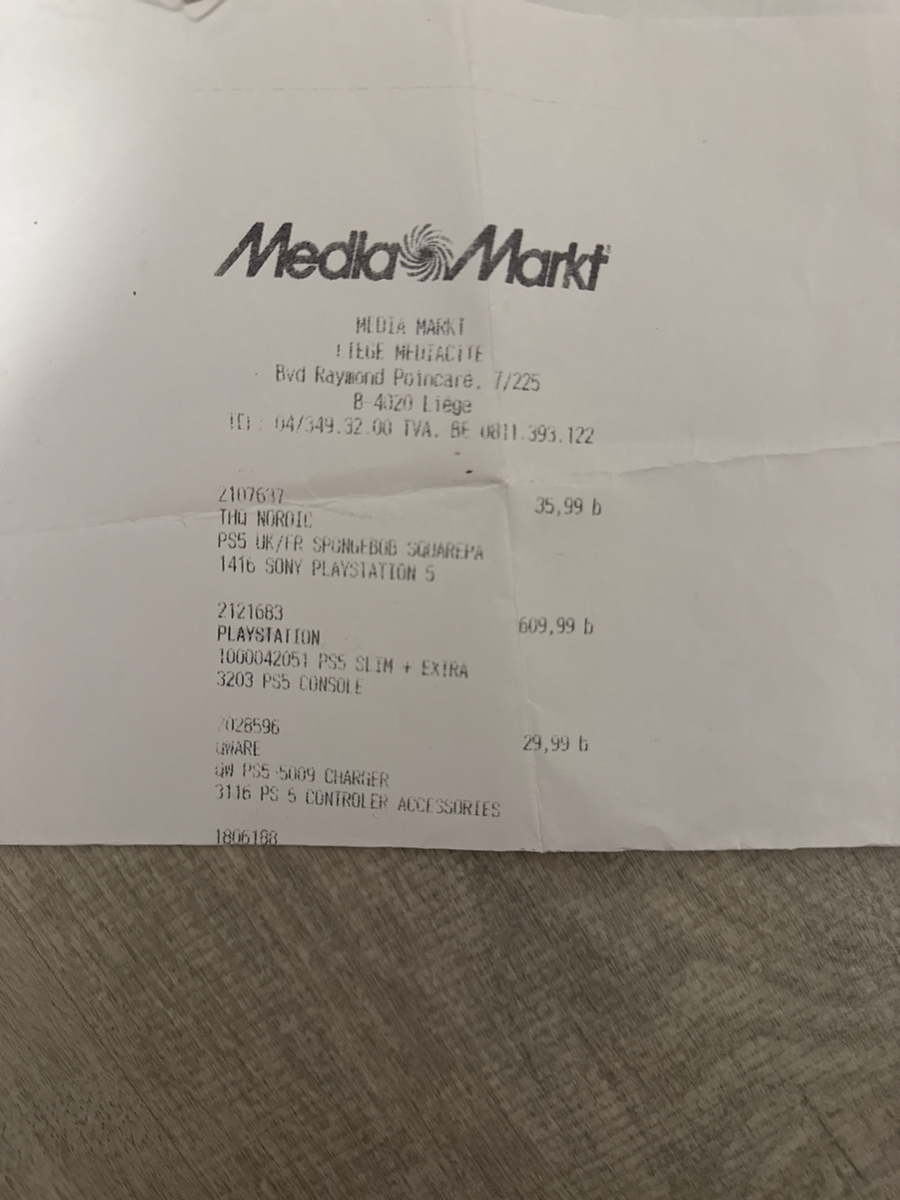 Media Markt
MEDIA MARKT
LIEGE MEDIACITE
Bvd Raymond Poincaré. 7/225
B-4020 Liège
TEl: 04/349.32.00 TVA. BE 0811.393.122
2107637 35,99 b
THQ NORDIC
PS5 UK/FR SPONGEBOB SQUAREPA
1416 SONY PLAYSTATION 5
2121683 609,99 b
PLAYSTATION
1000042051 PS5 SLIM + EXTRA
3203 PS5 CONSOLE
7028596 29,99 b
QWARE
QW PS5-5009 CHARGER
3116 PS 5 CONTROLER ACCESSORIES
1806188